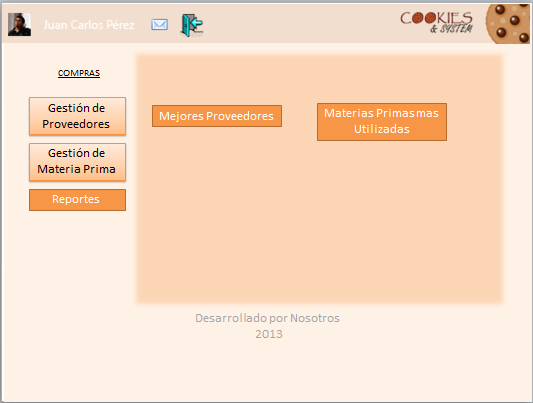 Juan Carlos Pérez
COOKIES
& SYSTEM
COMPRAS
Gestión de
Proveedores
Gestión de
Materia Prima
Reportes
Mejores Proveedores
Materias Primas mas
Utilizadas
Desarrollado por Nosotros
2013